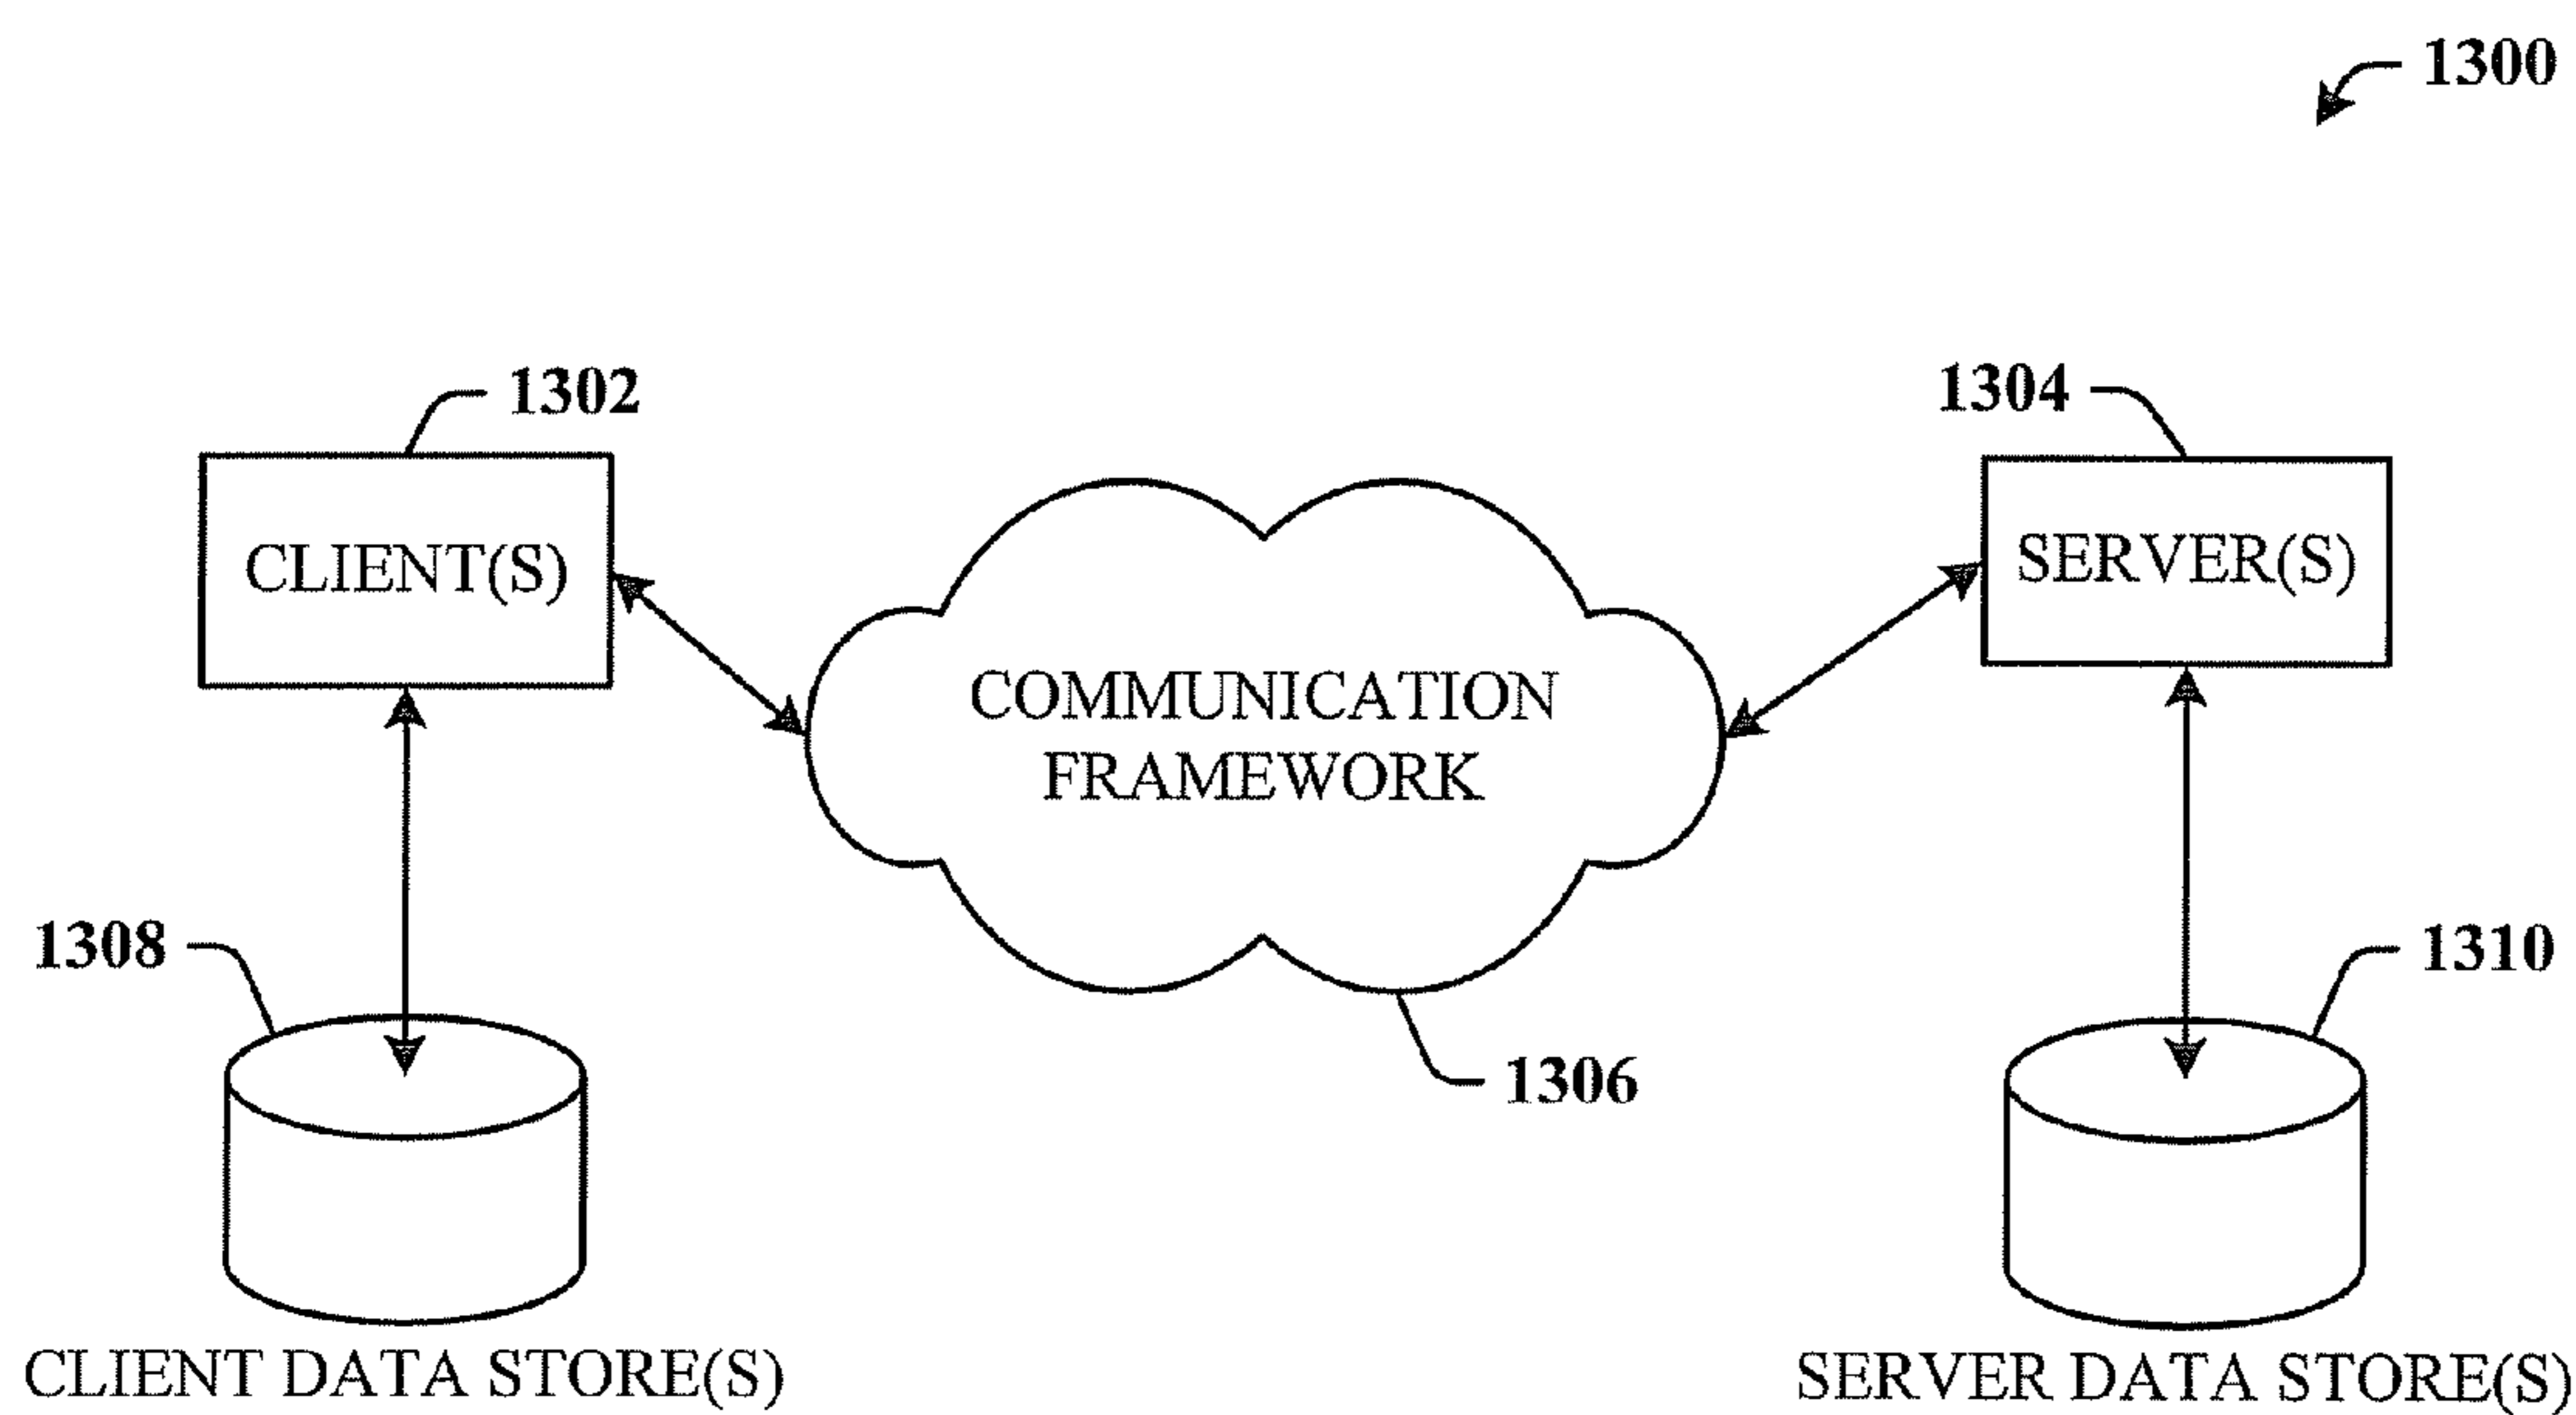 1300
1302
1304
CLIENT(S)
SERVER(S)
COMMUNICATION
FRAMEWORK
1308
1310
1306
CLIENT DATA STORE(S)
SERVER DATA STORE(S)